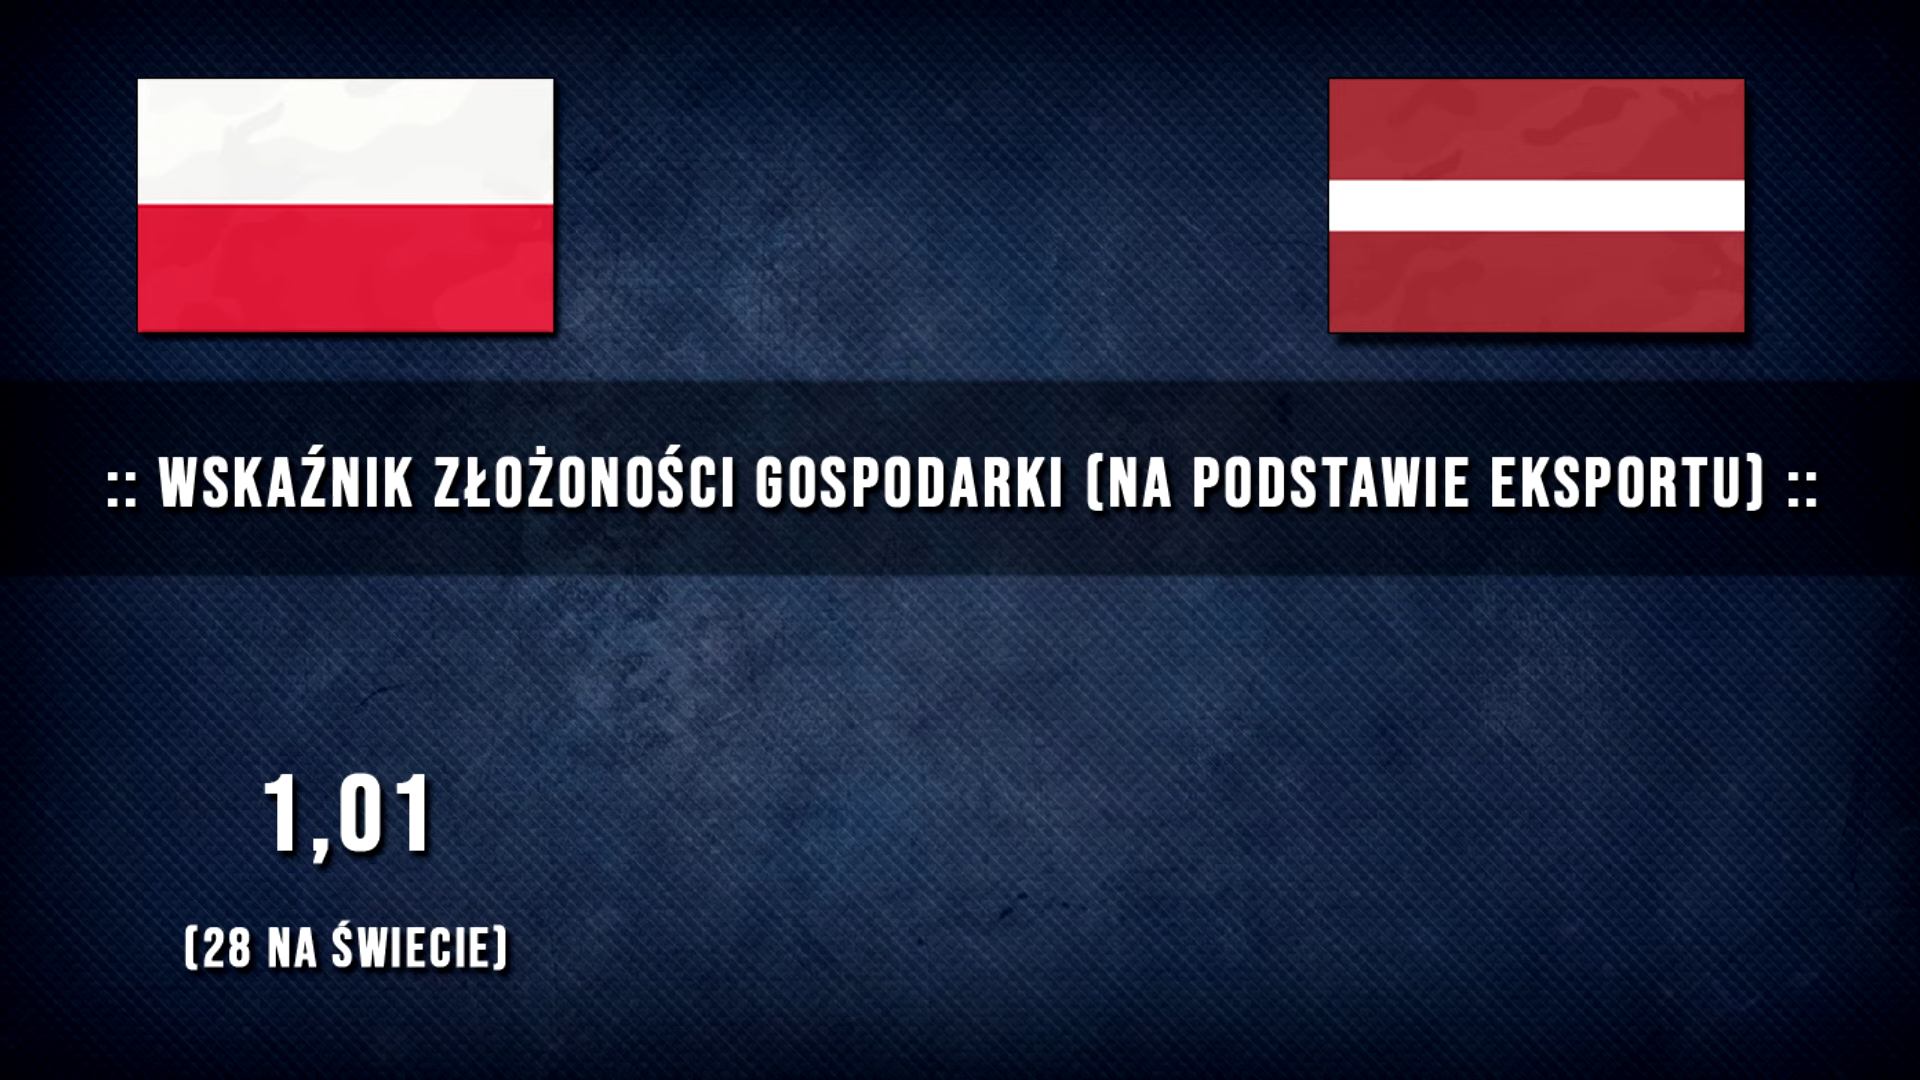 :: WSKAŹNIK ZŁOŻONOŚCI GOSPODARKI (NA PODSTAWIE EKSPORTU) ::
1,01
(28 NA ŚWIECIE)